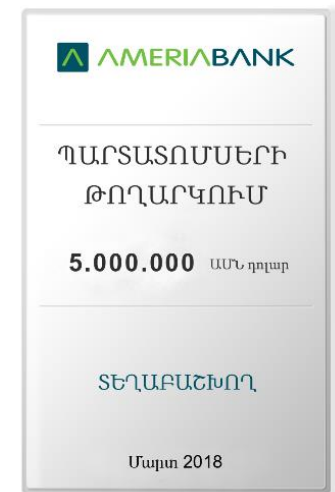 AMERIABANK
ՊԱՐՏԱՏՈՄՍԵՐԻ
ԹՈՂԱՐԿՈՒՄ
5.000.000 ԱՄՆ դոլար
ՏԵՂԱԲԱՇԽՈՂ
Մարտ 2018